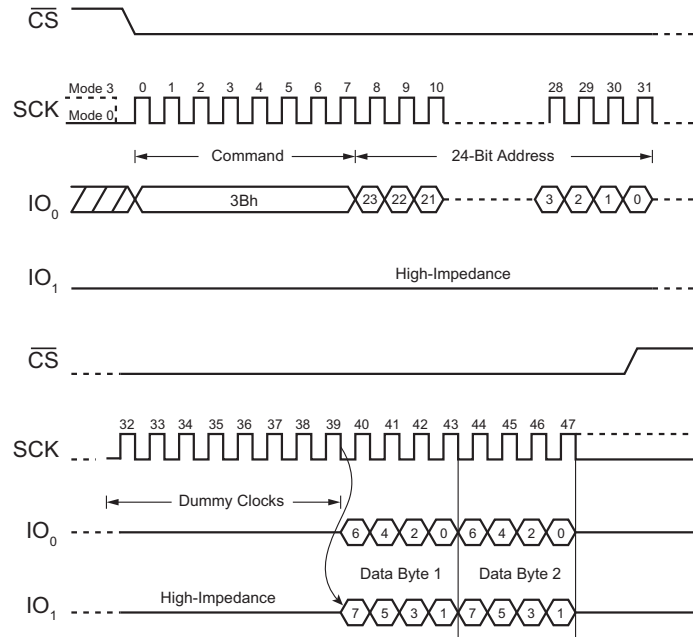 CS
Mode 3
Mode 0
SCK
0 1 2 3 4 5 6 7 8 9 10 28 29 30 31
Command 24-Bit Address
IO0 3Bh 23 22 21 3 2 1 0
High-Impedance
IO1
CS
32 33 34 35 36 37 38 39 40 41 42 43 44 45 46 47
SCK
Dummy Clocks
IO0 6 4 2 0 6 4 2 0
Data Byte 1 Data Byte 2
High-Impedance
IO1 7 5 3 1 7 5 3 1